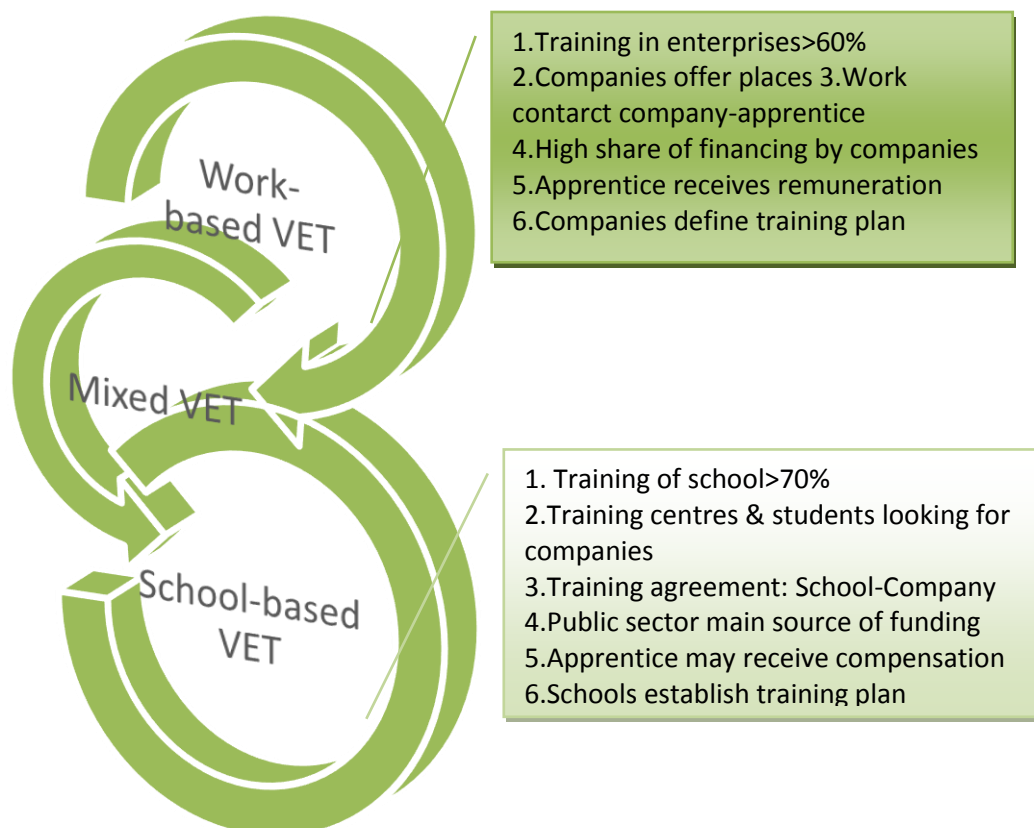 Work-
based VET
Mixed VET
School-based
VET
1.Training in enterprises>60%
2.Companies offer places 3.Work
contarct company-apprentice
4.High share of financing by companies
5.Apprentice receives remuneration
6.Companies define training plan
1. Training of school>70%
2.Training centres & students looking for
companies
3.Training agreement: School-Company
4.Public sector main source of funding
5.Apprentice may receive compensation
6.Schools establish training plan